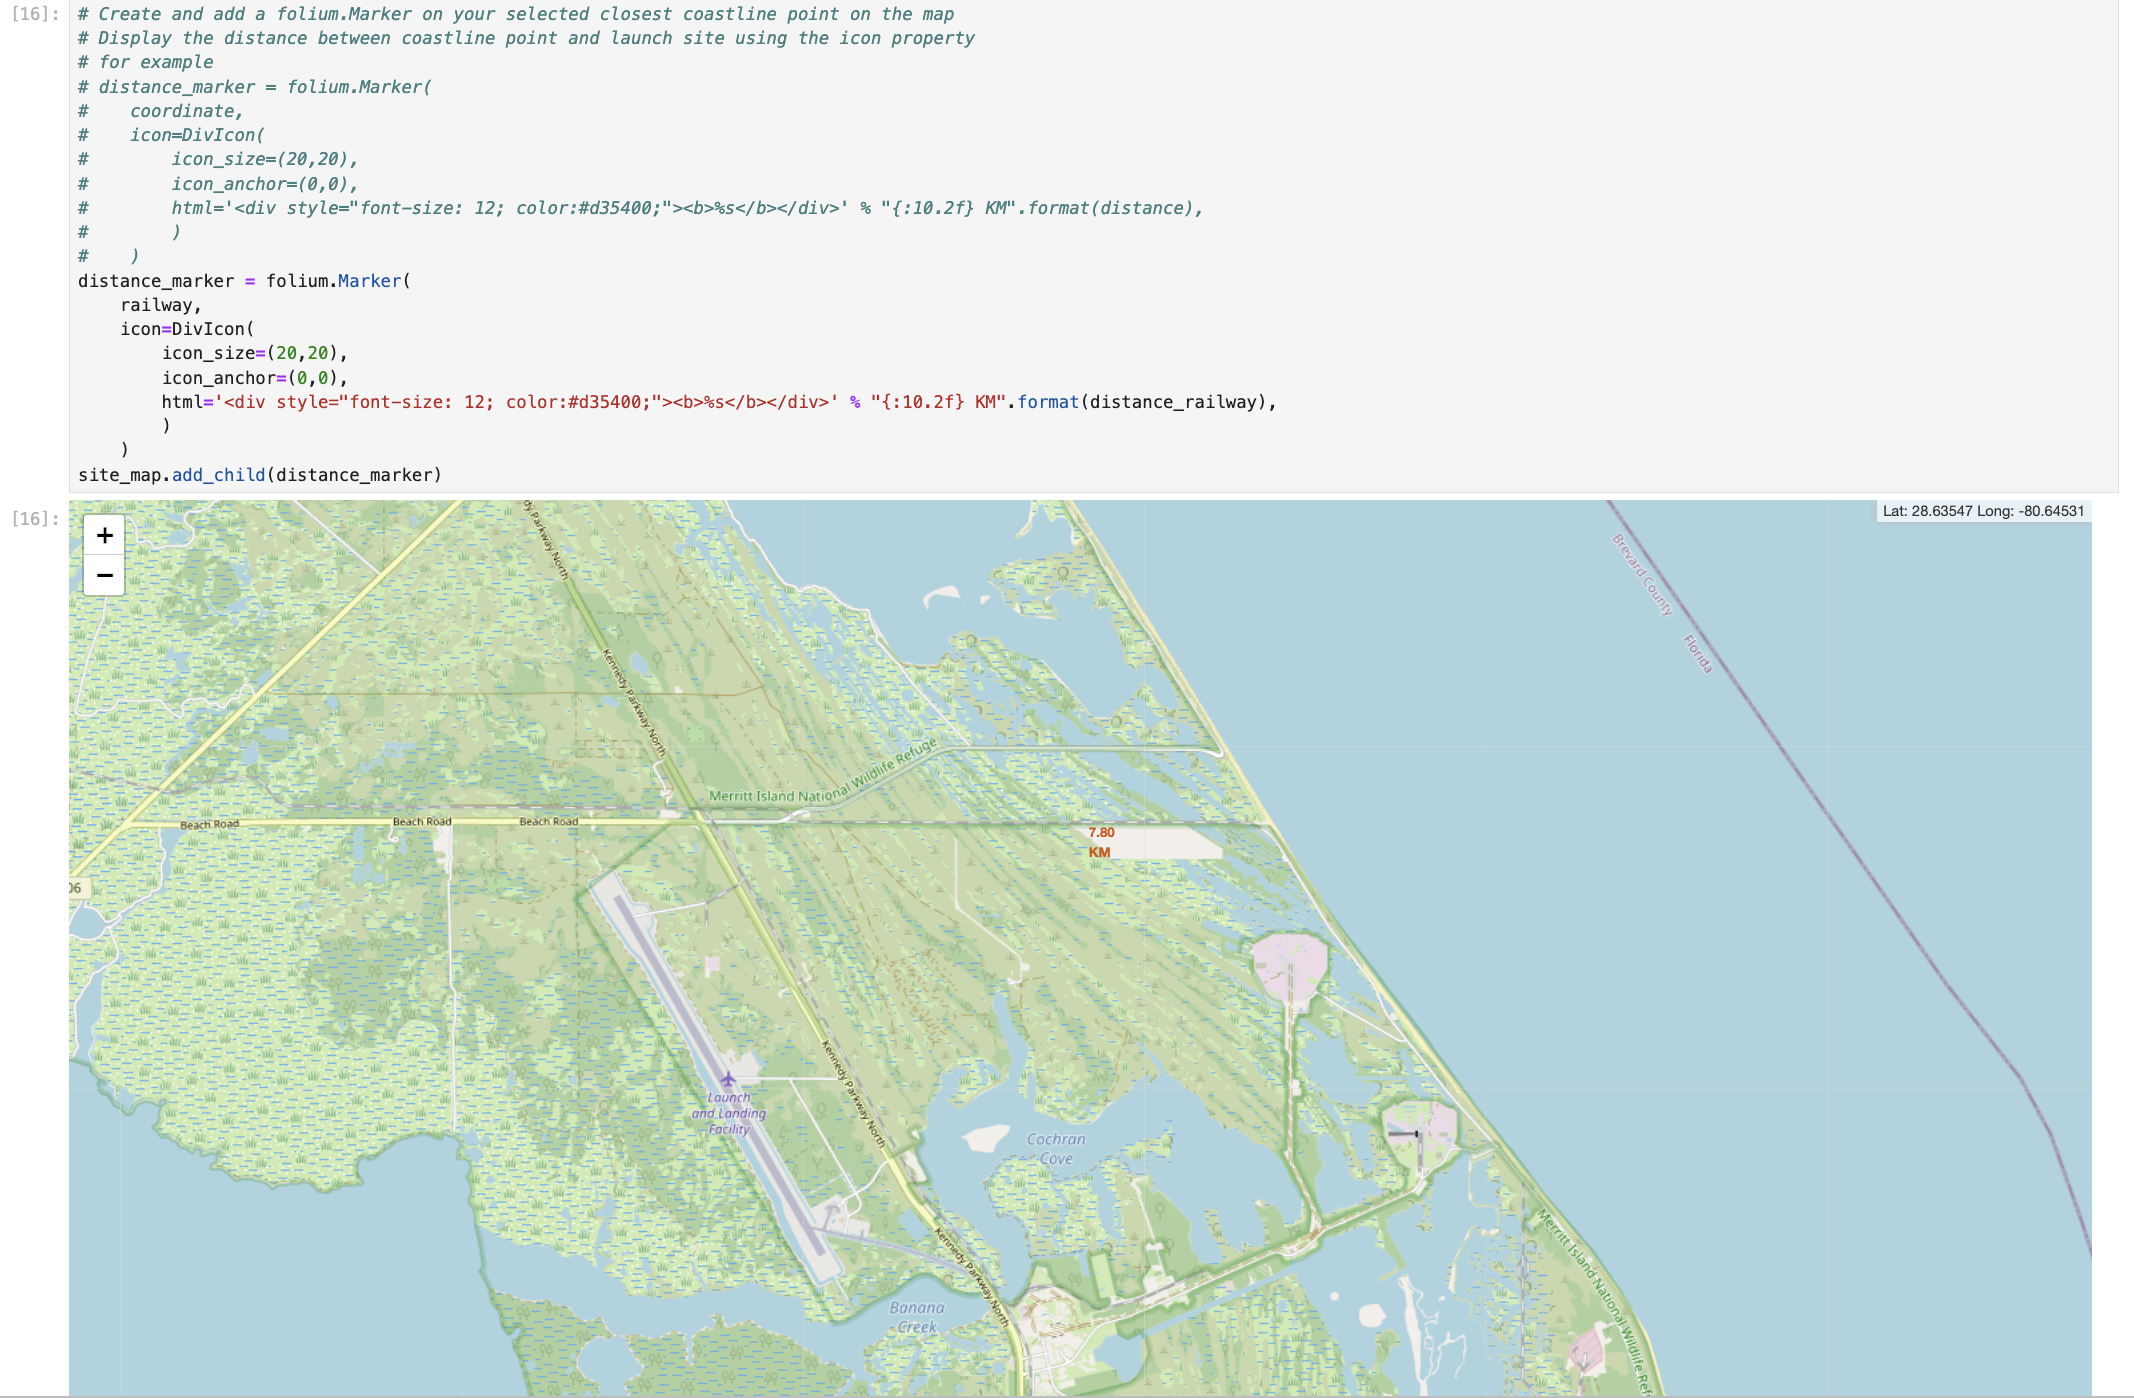 [16]:
# Create and add a folium.Marker on your selected closest coastline point on the map
# Display the distance between coastline point and launch site using the icon property
# for example
# distance_marker = folium.Marker(
#    coordinate,
#    icon=DivIcon(
#        icon_size=(20,20),
#        icon_anchor=(0,0),
#        html='<div style="font-size: 12; color:#d35400;"><b>%s</b></div>' % "{:10.2f} KM".format(distance),
#        )
#    )
distance_marker = folium.Marker(
    railway,
    icon=DivIcon(
        icon_size=(20,20),
        icon_anchor=(0,0),
        html='<div style="font-size: 12; color:#d35400;"><b>%s</b></div>' % "{:10.2f} KM".format(distance_railway),
        )
    )
site_map.add_child(distance_marker)
[16]:
+
−
Lat: 28.63547 Long: -80.64531
dy Parkway North
Brevard County
Florida
Kennedy Parkway North
Merritt Island National Wildlife Refuge
Beach Road
Beach Road
Beach Road
7.80
KM
06
Kennedy Parkway North
Launch
and Landing
Facility
Cochran
Cove
Kennedy Parkway North
Merritt Island National Wildlife Ref
Banana
Creek